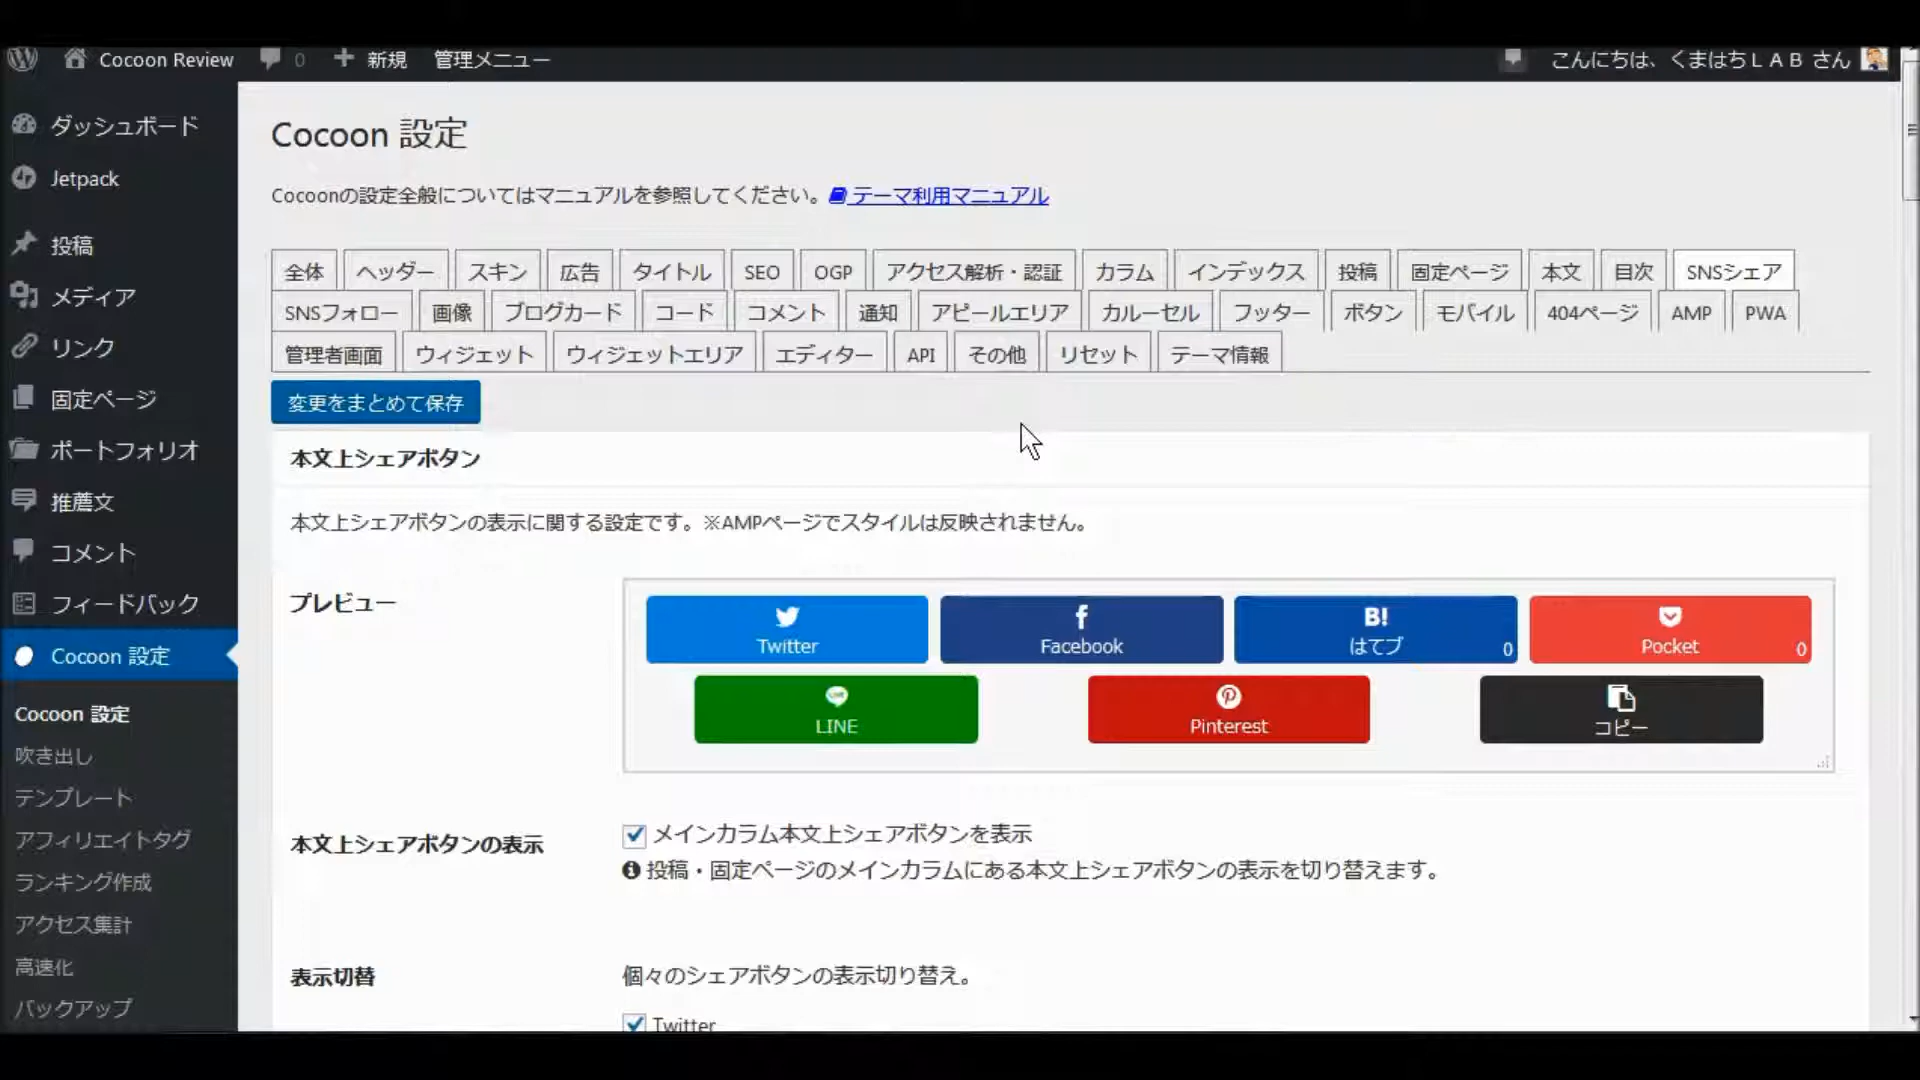 Cocoon Review 0 新規 管理メニュー こんにちは、くまはちＬＡＢ さん
ダッシュボード
Jetpack
投稿
メディア
リンク
固定ページ
ポートフォリオ
推薦文
コメント
フィードバック
Cocoon 設定
Cocoon 設定
吹き出し
テンプレート
アフィリエイトタグ
ランキング作成
アクセス集計
高速化
バックアップ
Cocoon 設定
Cocoonの設定全般についてはマニュアルを参照してください。 テーマ利用マニュアル
全体 ヘッダー スキン 広告 タイトル SEO OGP アクセス解析・認証 カラム インデックス 投稿 固定ページ 本文 目次 SNSシェア
SNSフォロー 画像 ブログカード コード コメント 通知 アピールエリア カルーセル フッター ボタン モバイル 404ページ AMP PWA
管理者画面 ウィジェット ウィジェットエリア エディター API その他 リセット テーマ情報
変更をまとめて保存
本文上シェアボタン
本文上シェアボタンの表示に関する設定です。※AMPページでスタイルは反映されません。
プレビュー
B!
Twitter Facebook はてブ 0 Pocket 0
LINE Pinterest コピー
本文上シェアボタンの表示
メインカラム本文上シェアボタンを表示
投稿・固定ページのメインカラムにある本文上シェアボタンの表示を切り替えます。
表示切替
個々のシェアボタンの表示切り替え。
Twitter